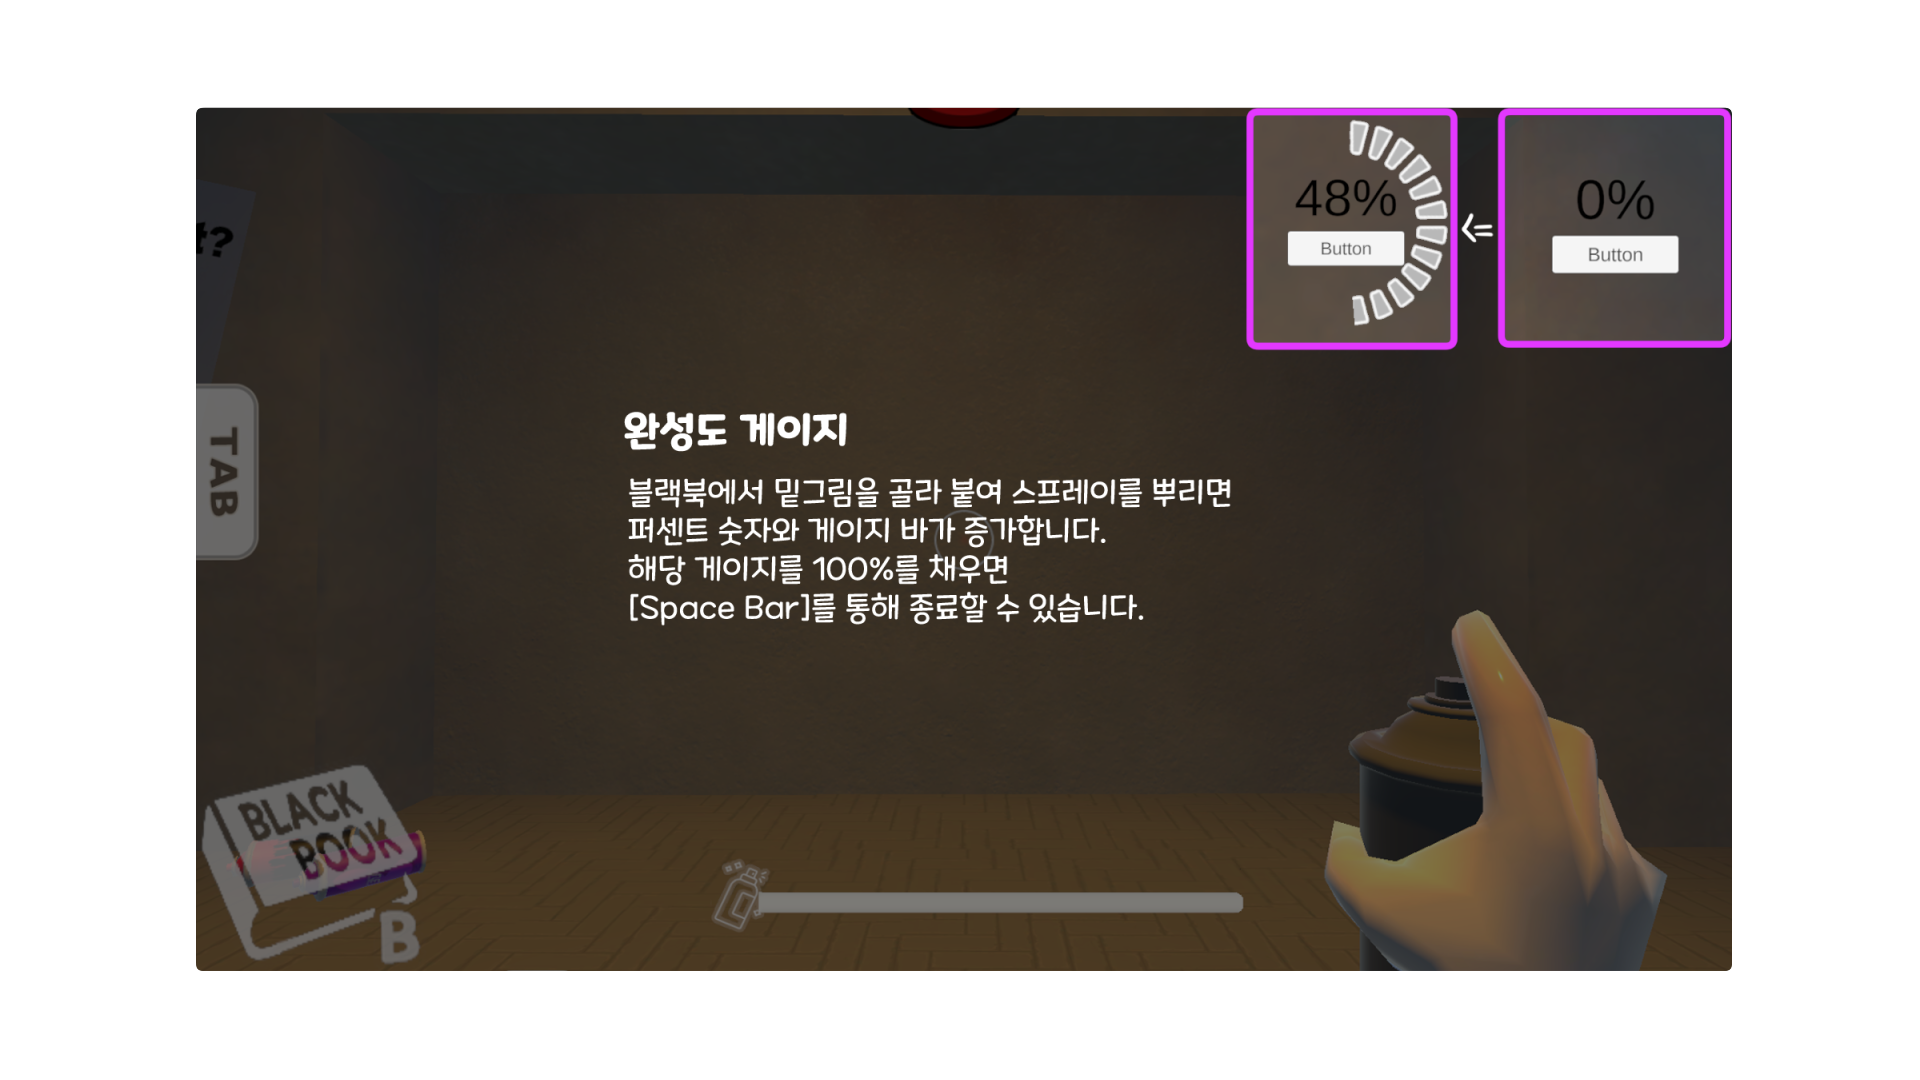 t?
48%
Button
<=
0%
Button
TAB
완성도 게이지
블랙북에서 밑그림을 골라 붙여 스프레이를 뿌리면
퍼센트 숫자와 게이지 바가 증가합니다.
해당 게이지를 100%를 채우면
[Space Bar]를 통해 종료할 수 있습니다.
BLACK
BOOK
B